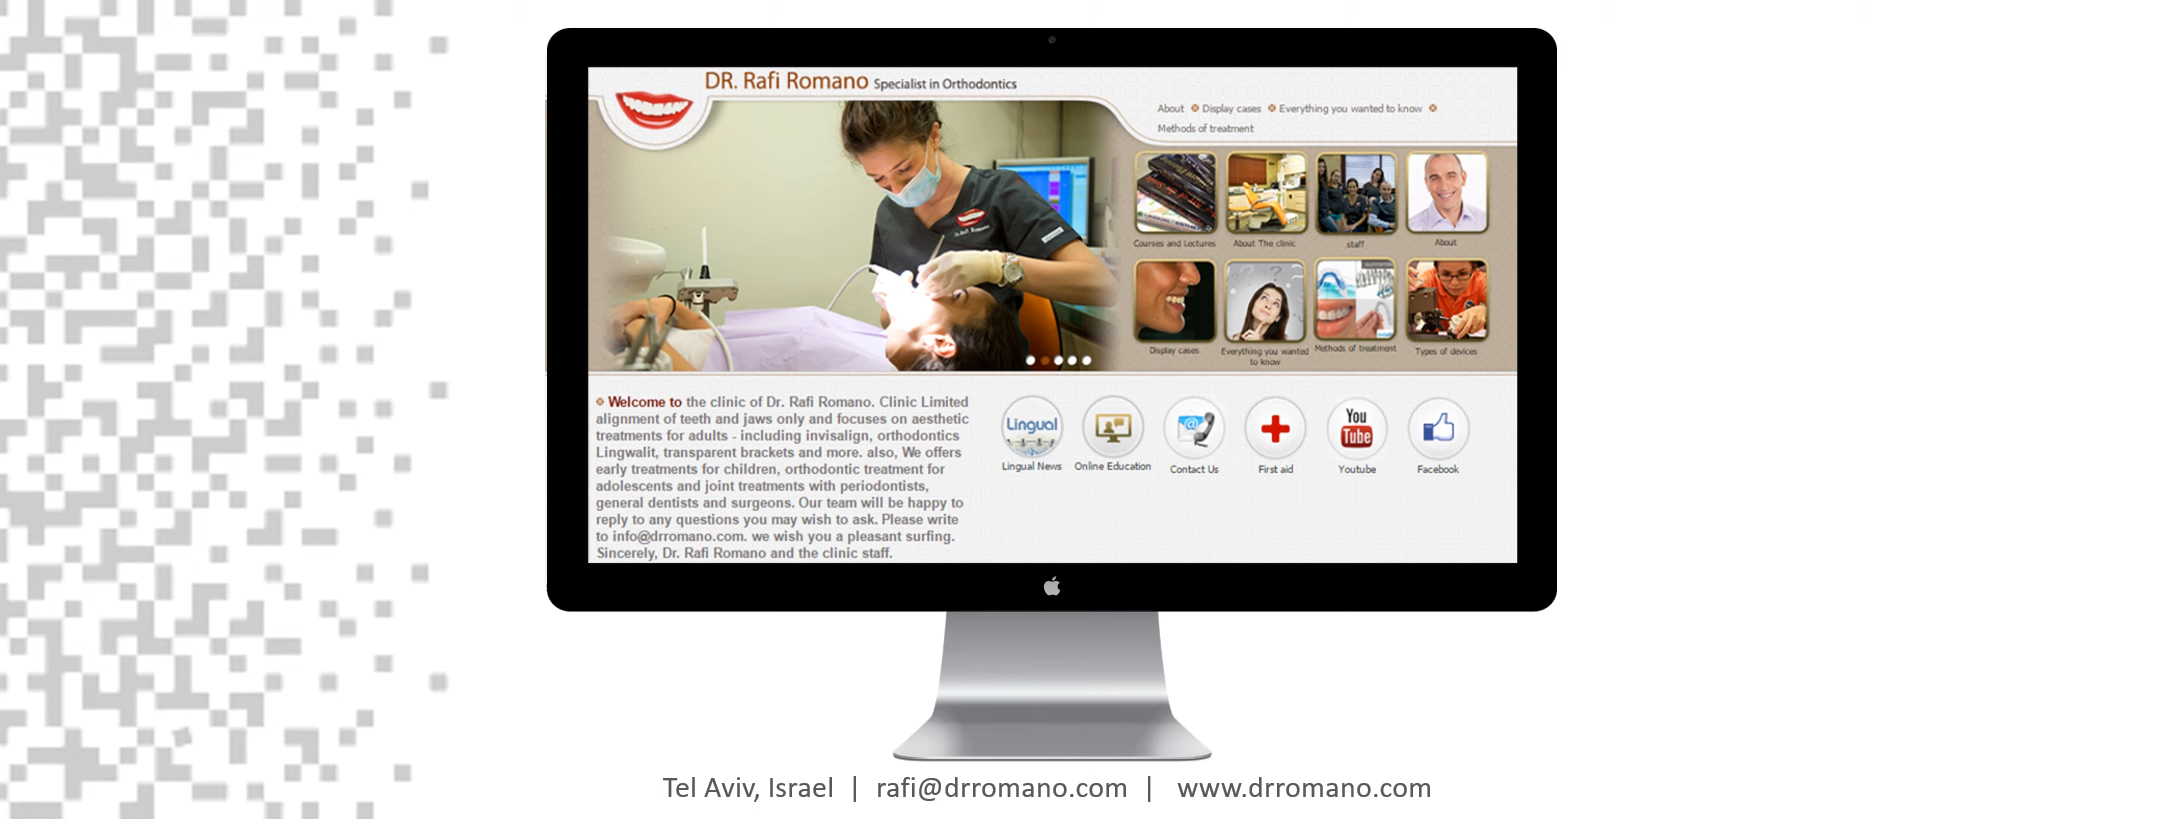 DR. Rafi Romano Specialist in Orthodontics
About Display cases Everything you wanted to know
Methods of treatment
Dr. Rafi Romano
Courses and Lectures About The clinic staff About
Display cases Everything you wanted to know Methods of treatment Types of devices
Welcome to the clinic of Dr. Rafi Romano. Clinic Limited
alignment of teeth and jaws only and focuses on aesthetic
treatments for adults - including invisalign, orthodontics
Lingwalit, transparent brackets and more. also, We offers
early treatments for children, orthodontic treatment for
adolescents and joint treatments with periodontists,
general dentists and surgeons. Our team will be happy to
reply to any questions you may wish to ask. Please write
to info@drromano.com. we wish you a pleasant surfing.
Sincerely, Dr. Rafi Romano and the clinic staff.
Lingual
You
Tube
Lingual News Online Education Contact Us First aid Youtube Facebook
Tel Aviv, Israel | rafi@drromano.com | www.drromano.com